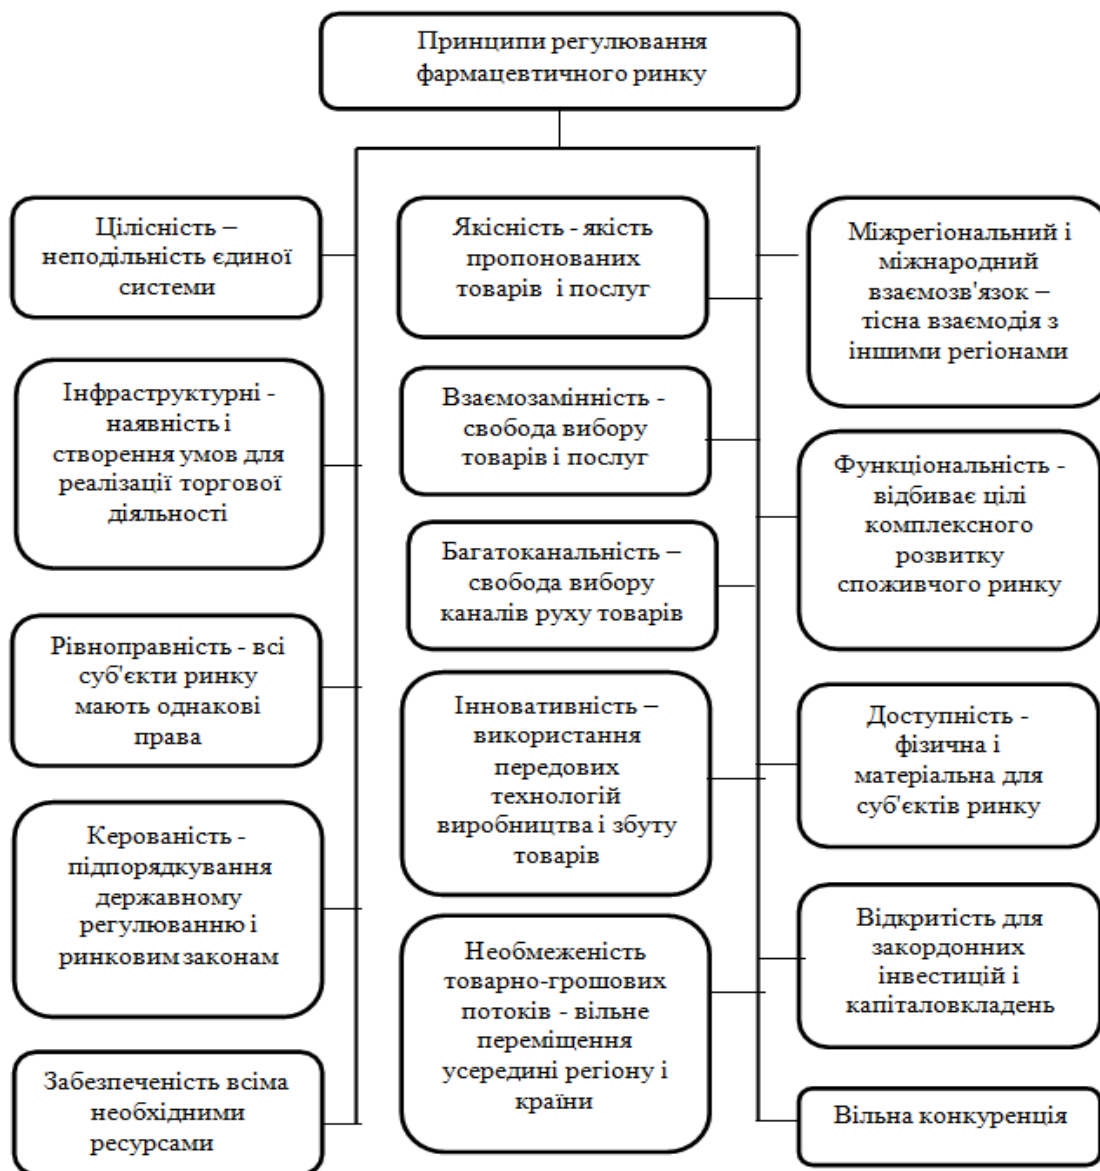 Принципи регулювання
фармацевтичного ринку
Цілісність –
неподільність єдиної
системи
Інфраструктурні -
наявність і
створення умов для
реалізації торгової
діяльності
Рівноправність - всі
суб'єкти ринку
мають однакові
права
Керованість -
підпорядкування
державному
регулюванню і
ринковим законам
Забезпеченість всіма
необхідними
ресурсами
Якісність - якість
пропонованих
товарів і послуг
Взаємозамінність -
свобода вибору
товарів і послуг
Багатоканальність –
свобода вибору
каналів руху товарів
Інновативність –
використання
передових
технологій
виробництва і збуту
товарів
Необмеженість
товарно-грошових
потоків - вільне
переміщення
усередині регіону і
країни
Міжрегіональний і
міжнародний
взаємозв'язок –
тісна взаємодія з
іншими регіонами
Функціональність -
відбиває цілі
комплексного
розвитку
споживчого ринку
Доступність -
фізична і
матеріальна для
суб'єктів ринку
Відкритість для
закордонних
інвестицій і
капіталовкладень
Вільна конкуренція